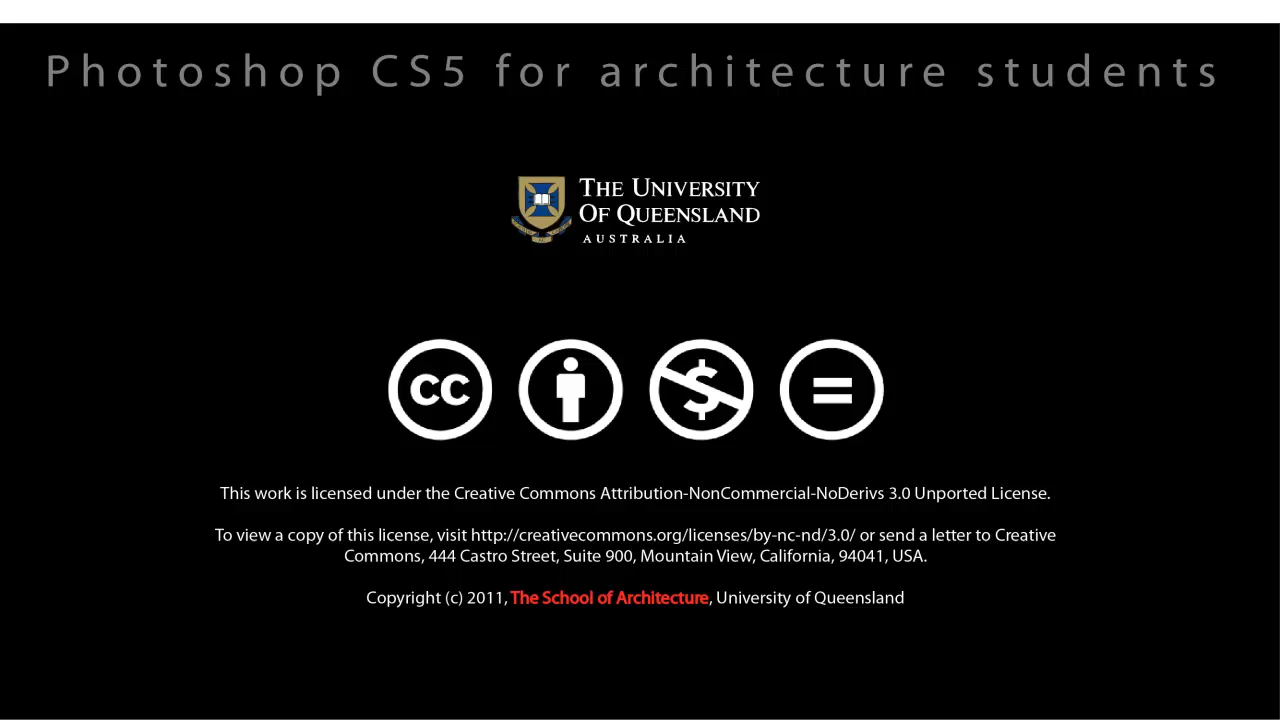 Photoshop CS5 for architecture students
THE UNIVERSITY
OF QUEENSLAND
AUSTRALIA
cc
$
=
This work is licensed under the Creative Commons Attribution-NonCommercial-NoDerivs 3.0 Unported License.
To view a copy of this license, visit http://creativecommons.org/licenses/by-nc-nd/3.0/ or send a letter to Creative
Commons, 444 Castro Street, Suite 900, Mountain View, California, 94041, USA.
Copyright (c) 2011, The School of Architecture, University of Queensland